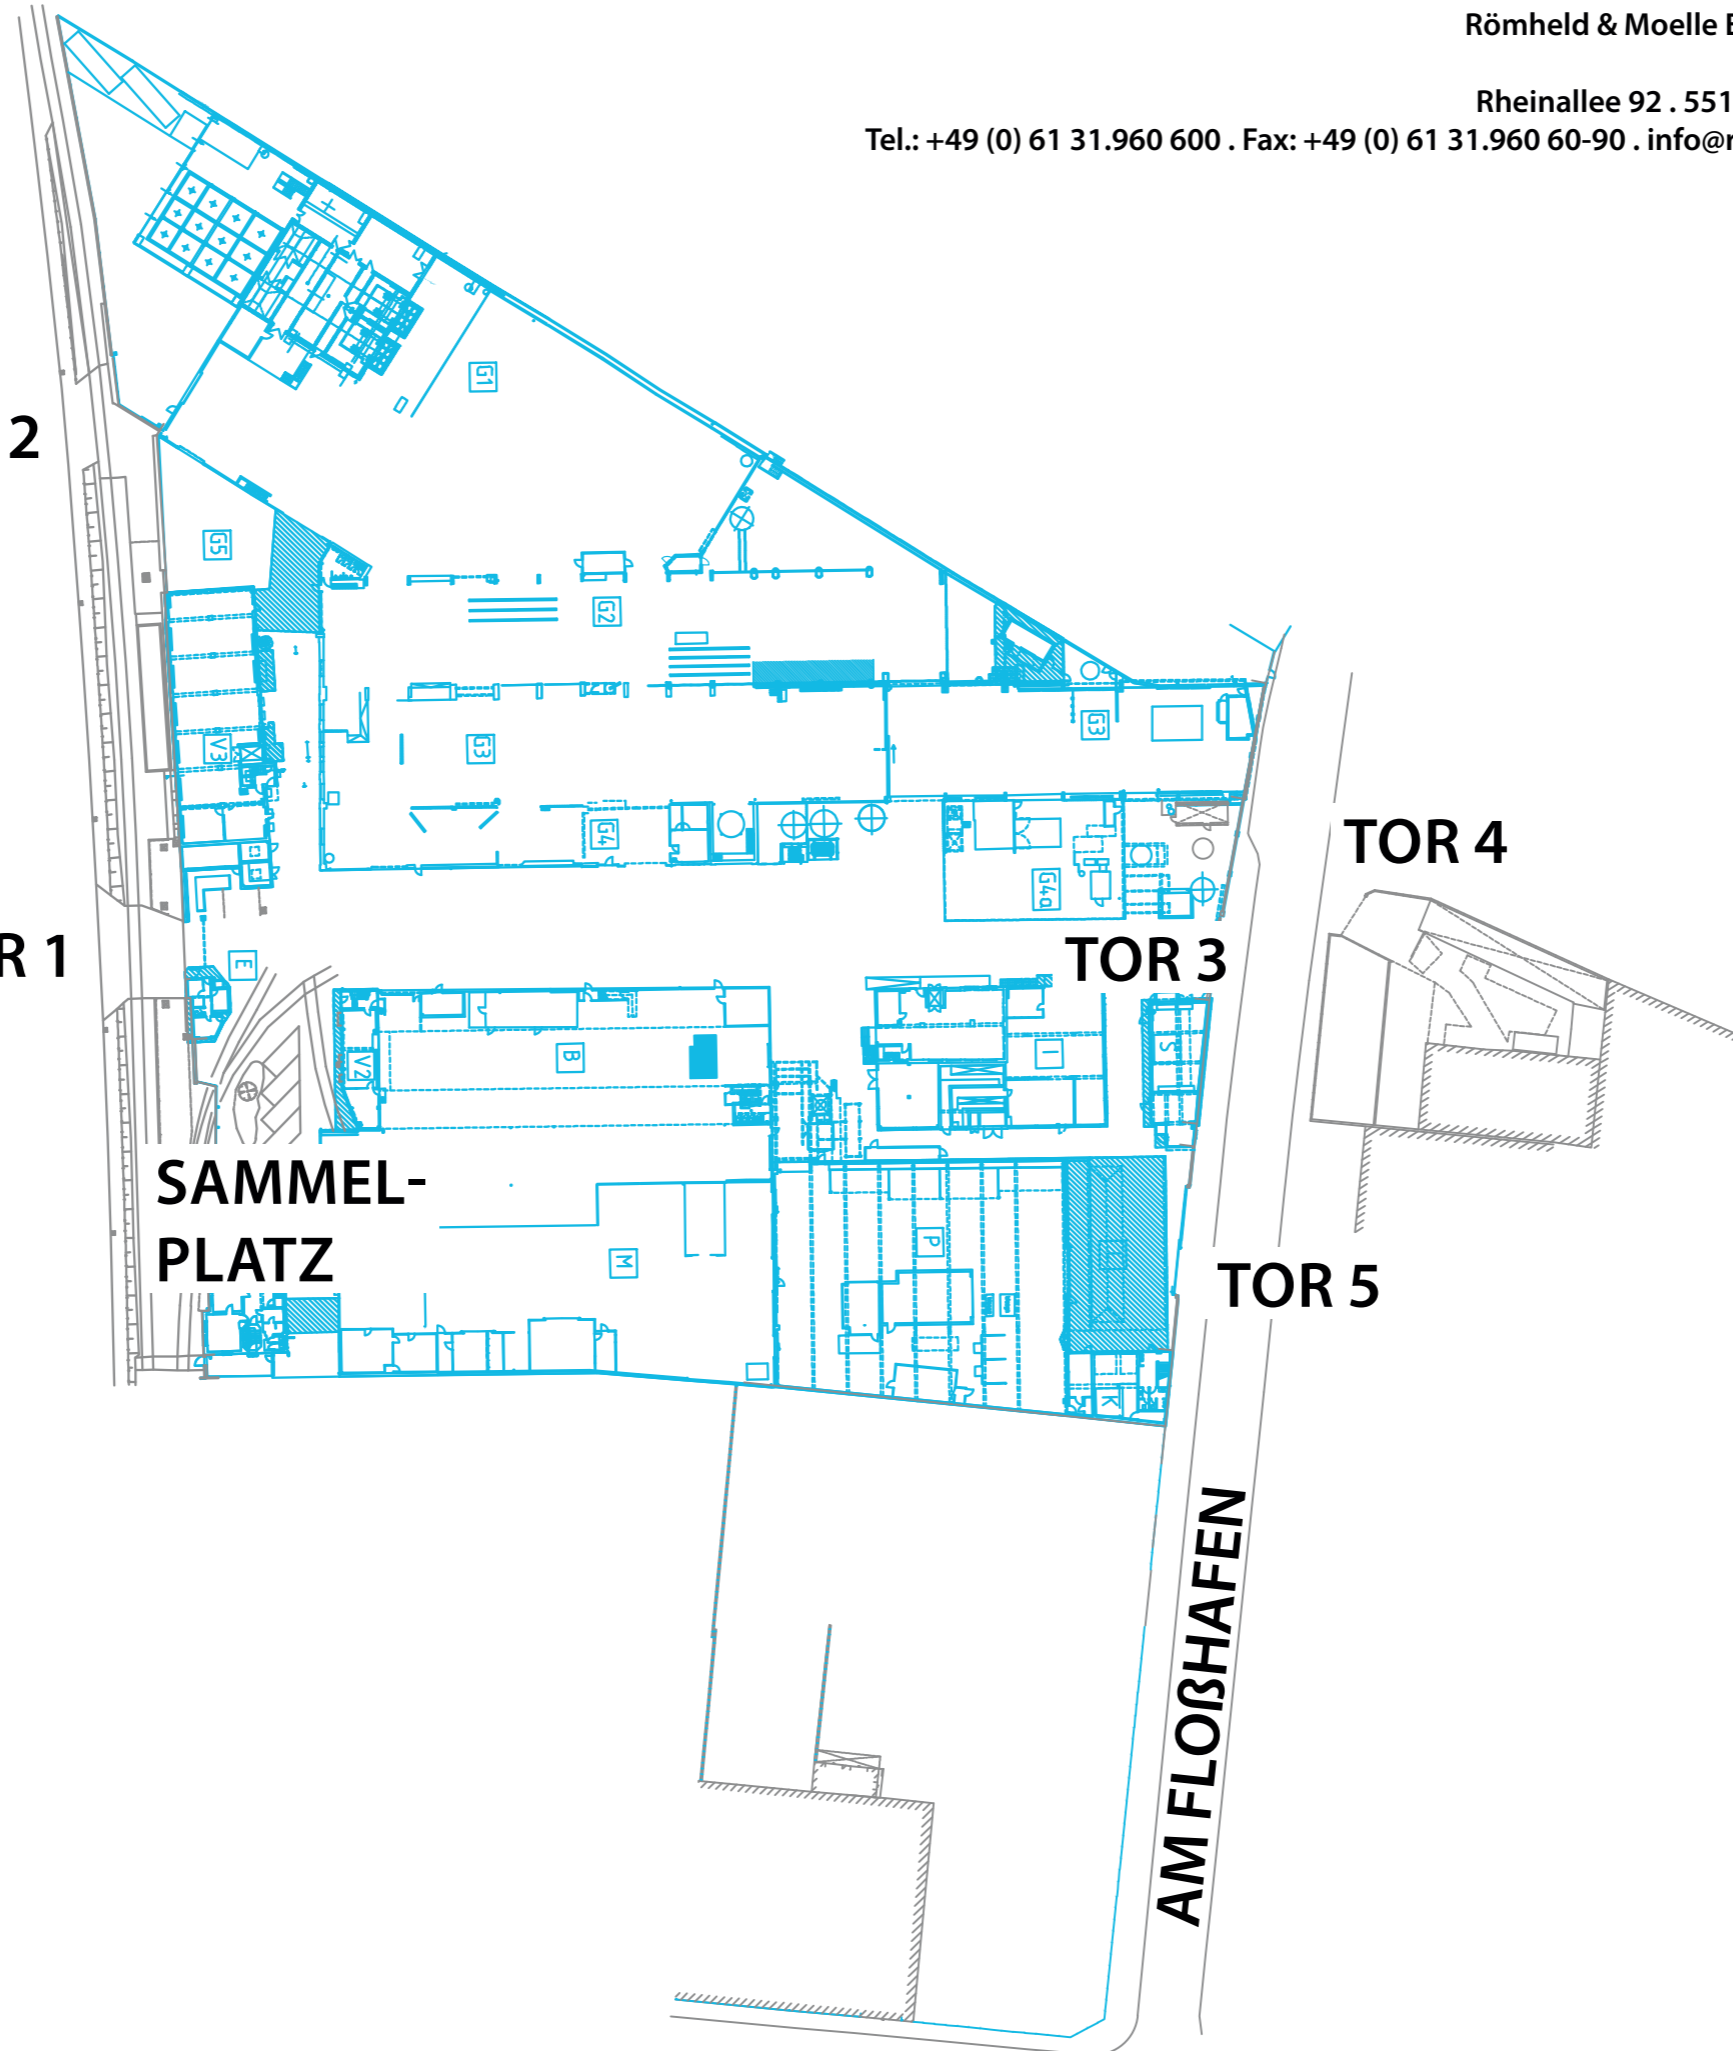 Römheld & Moelle E
Rheinallee 92 . 551
Tel.: +49 (0) 61 31.960 600 . Fax: +49 (0) 61 31.960 60-90 . info@r
G1
2
G5
G2
G3
G3
V3
G4
TOR 4
G4a
R 1
TOR 3
E
V2
B
I
S
SAMMEL-
PLATZ
M
P
H
TOR 5
K
AM FLOßHAFEN